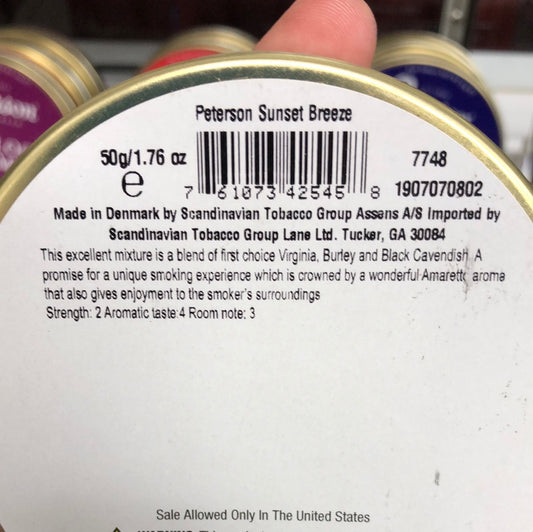 Peterson Sunset Breeze
50g/1.76 oz
7748
e
7 61073 42545 8
1907070802
Made in Denmark by Scandinavian Tobacco Group Assens A/S Imported by
Scandinavian Tobacco Group Lane Ltd. Tucker, GA 30084
This excellent mixture is a blend of first choice Virginia, Burley and Black Cavendish. A
promise for a unique smoking experience which is crowned by a wonderful Amarett aroma
that also gives enjoyment to the smoker's surroundings
Strength: 2 Aromatic taste:4 Room note: 3
Sale Allowed Only In The United States